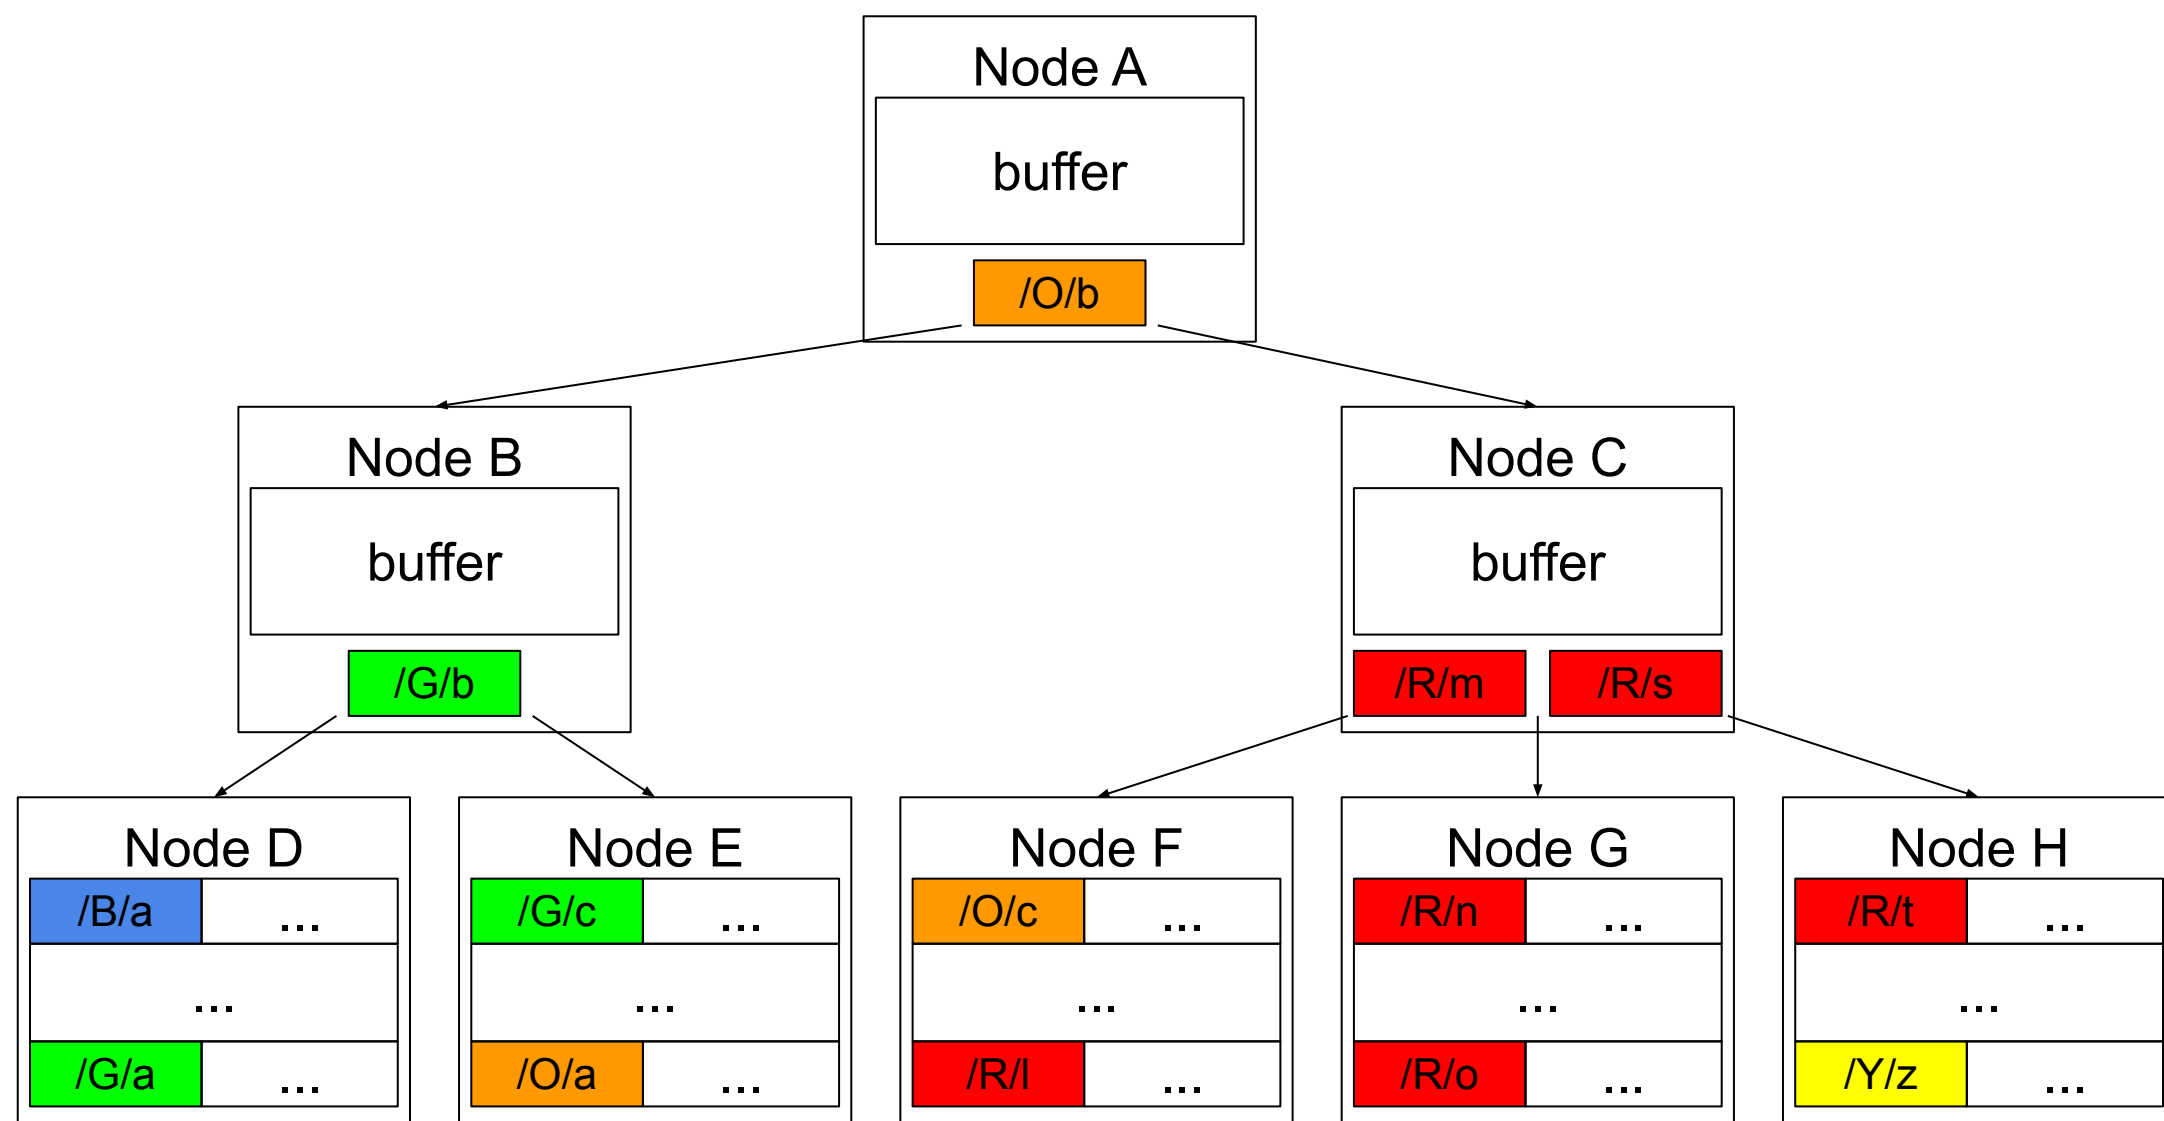 Node A
buffer
/O/b
Node B
buffer
/G/b
Node C
buffer
/R/m /R/s
Node D
/B/a ...
...
/G/a ...
Node E
/G/c ...
...
/O/a ...
Node F
/O/c ...
...
/R/l ...
Node G
/R/n ...
...
/R/o ...
Node H
/R/t ...
...
/Y/z ...